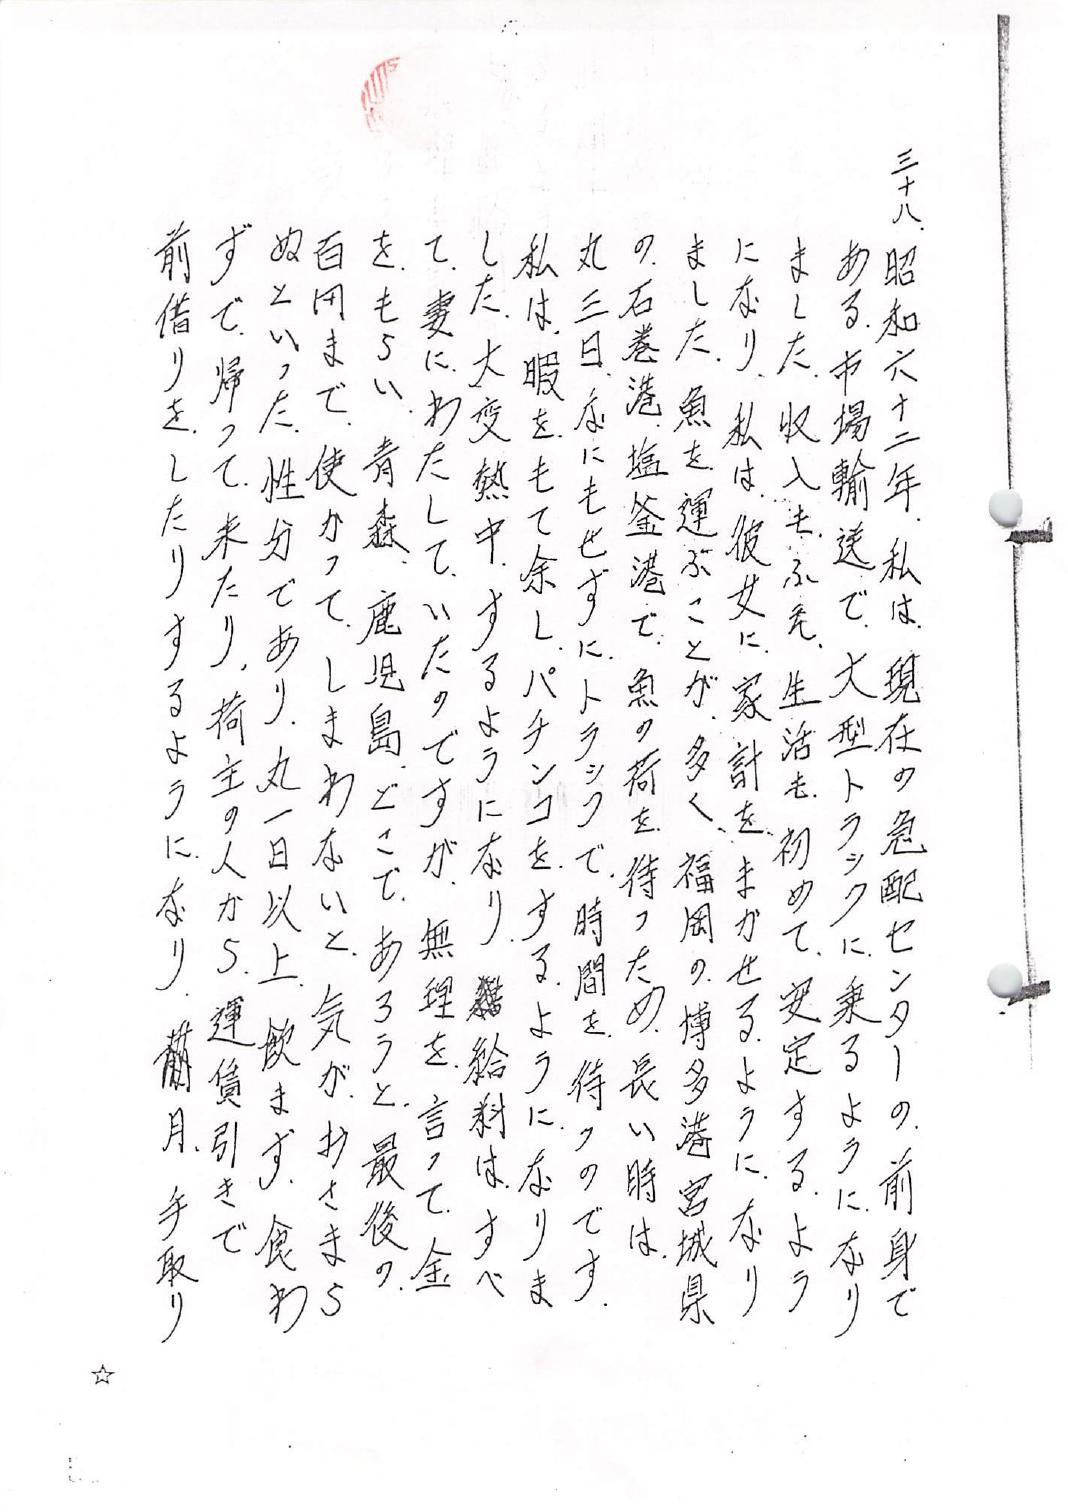 三十八、昭和六十二年、私は、現在の急配センターの、前身で
ある、市場輸送で、大型トラックに、乗るように、なり
ました、収入も、ふえ、生活も、初めて、安定する、よう
になり、私は、彼女に、家計を、まかせる、ように、なり
ました、魚を、運ぶことが、多く、福岡の、博多港、宮城県
の、石巻港、塩釜港で、魚の荷を、待つため、長い時は、
丸三日、なにもせずに、トラックで、時間を、待つのです、
私は、暇を、もて余し、パチンコを、する、ように、なりま
した、大変熱中、するように、なり、給料は、すべ
て、妻に、わたして、いたのですが、無理を、言って、金
を、もらい、青森、鹿児島、どこで、あろうと、最後の、
百円まで、使かって、しまわないと、気が、おさまら
ぬといった、性分であり、丸一日以上、飲まず、食わ
ずで、帰って、来たり、荷主の人から、運賃引きで
前借りを、したりするように、なり、月、手取り
☆